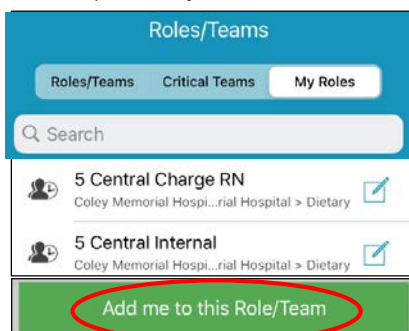 Roles/Teams
Roles/Teams Critical Teams My Roles
Search
5 Central Charge RN
Coley Memorial Hospi...rial Hospital > Dietary
5 Central Internal
Coley Memorial Hospi...rial Hospital > Dietary
Add me to this Role/Team